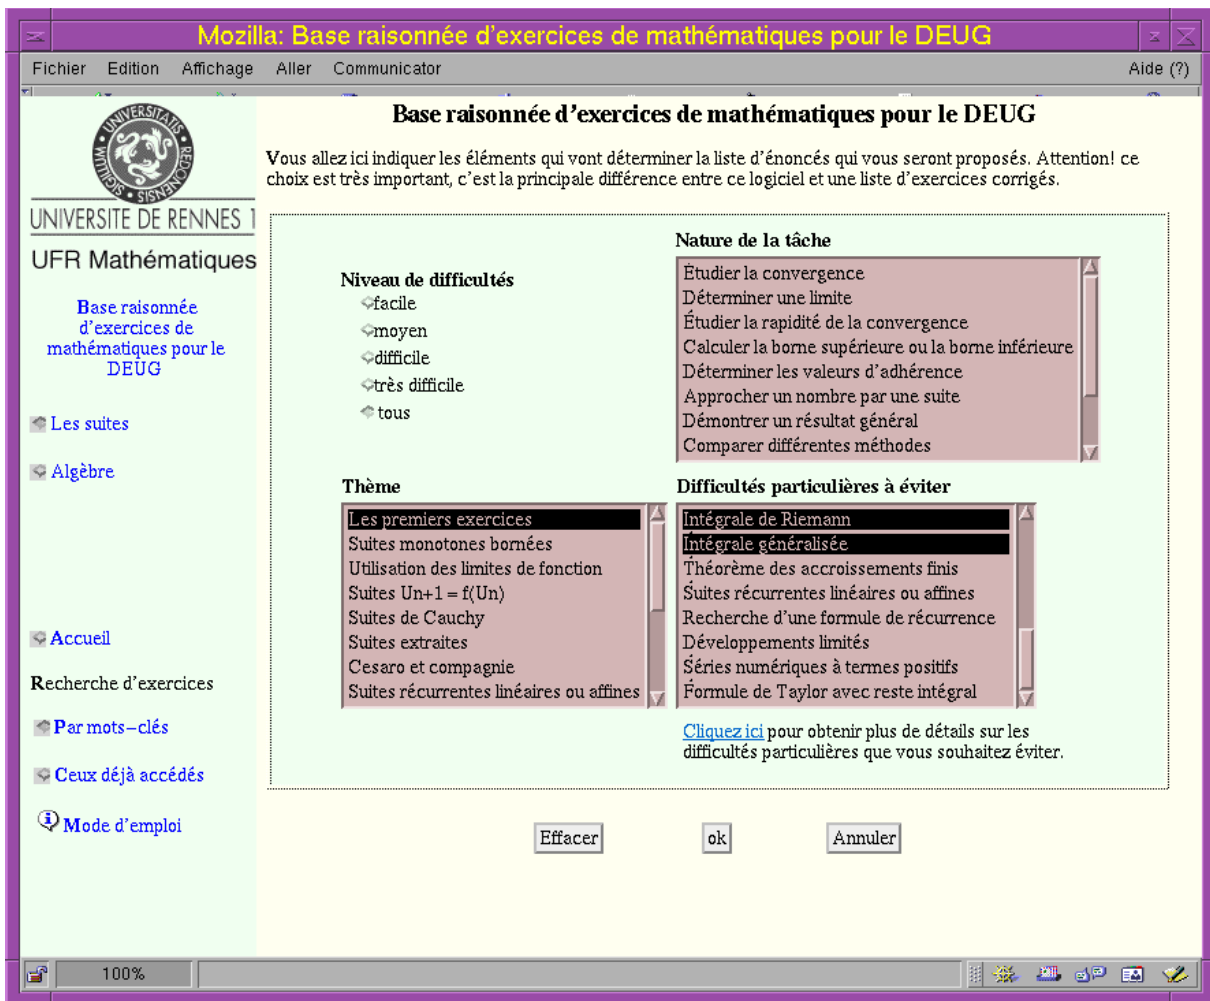 Mozilla: Base raisonnée d'exercices de mathématiques pour le DEUG
Fichier Edition Affichage Aller Communicator Aide (?)
UNIVERSITAS REDONENSIS SIGILLUM
UNIVERSITE DE RENNES 1
UFR Mathématiques
Base raisonnée
d'exercices de
mathématiques pour le
DEUG
Les suites
Algèbre
Accueil
Recherche d'exercices
Par mots-clés
Ceux déjà accédés
Mode d'emploi
Base raisonnée d'exercices de mathématiques pour le DEUG
Vous allez ici indiquer les éléments qui vont déterminer la liste d'énoncés qui vous seront proposés. Attention! ce
choix est très important, c'est la principale différence entre ce logiciel et une liste d'exercices corrigés.
Niveau de difficultés
facile
moyen
difficile
très difficile
tous
Nature de la tâche
Étudier la convergence
Déterminer une limite
Étudier la rapidité de la convergence
Calculer la borne supérieure ou la borne inférieure
Déterminer les valeurs d'adhérence
Approcher un nombre par une suite
Démontrer un résultat général
Comparer différentes méthodes
Thème
Les premiers exercices
Suites monotones bornées
Utilisation des limites de fonction
Suites Un+1 = f(Un)
Suites de Cauchy
Suites extraites
Cesaro et compagnie
Suites récurrentes linéaires ou affines
Difficultés particulières à éviter
Intégrale de Riemann
Intégrale généralisée
Théorème des accroissements finis
Suites récurrentes linéaires ou affines
Recherche d'une formule de récurrence
Développements limités
Séries numériques à termes positifs
Formule de Taylor avec reste intégral
Cliquez ici pour obtenir plus de détails sur les
difficultés particulières que vous souhaitez éviter.
Effacer ok Annuler
100%